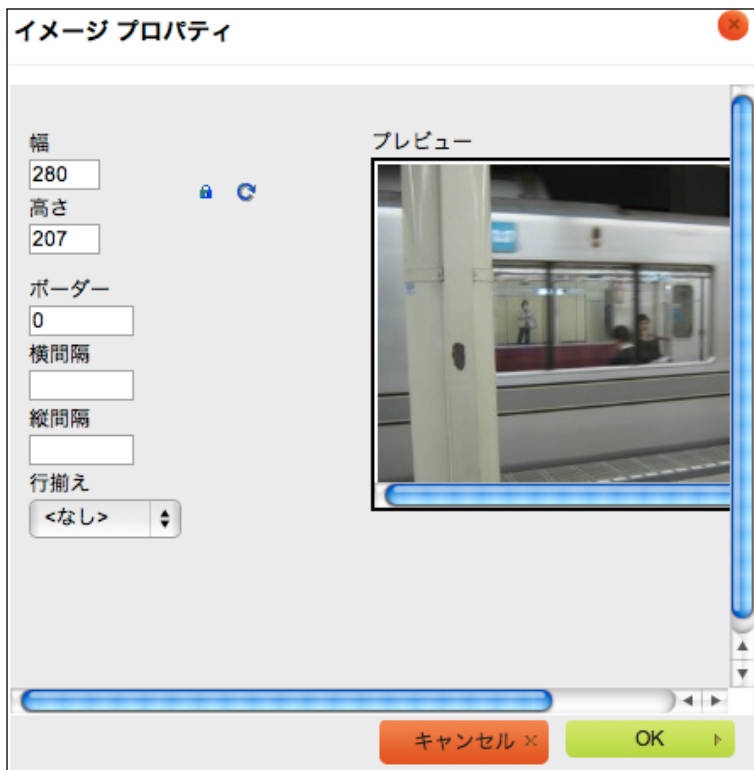 イメージ プロパティ
幅
280
高さ
207
ボーダー
0
横間隔
縦間隔
行揃え
<なし>
プレビュー
キャンセル
OK